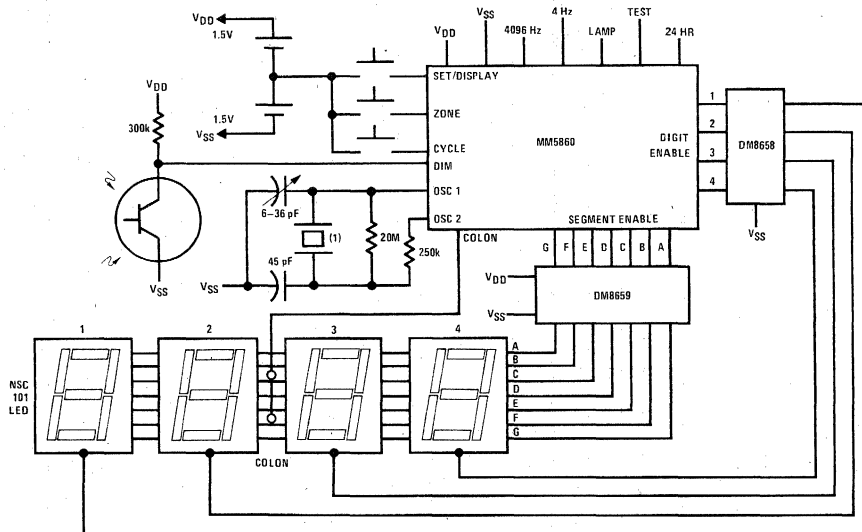 VDD
1.5V
1.5V
VSS
VDD
300k
VSS
VDD
VSS
4096 Hz
4 Hz
LAMP
TEST
24 HR
SET/DISPLAY
ZONE
CYCLE
DIM
OSC 1
OSC 2
COLON
MM5860
DIGIT
ENABLE
1
2
3
4
DM8658
VSS
SEGMENT ENABLE
G F E D C B A
6–36 pF
(1)
20M
250k
45 pF
VSS
VDD
VSS
DM8659
1 2 3 4
NSC
101
LED
A
B
C
D
E
F
G
COLON